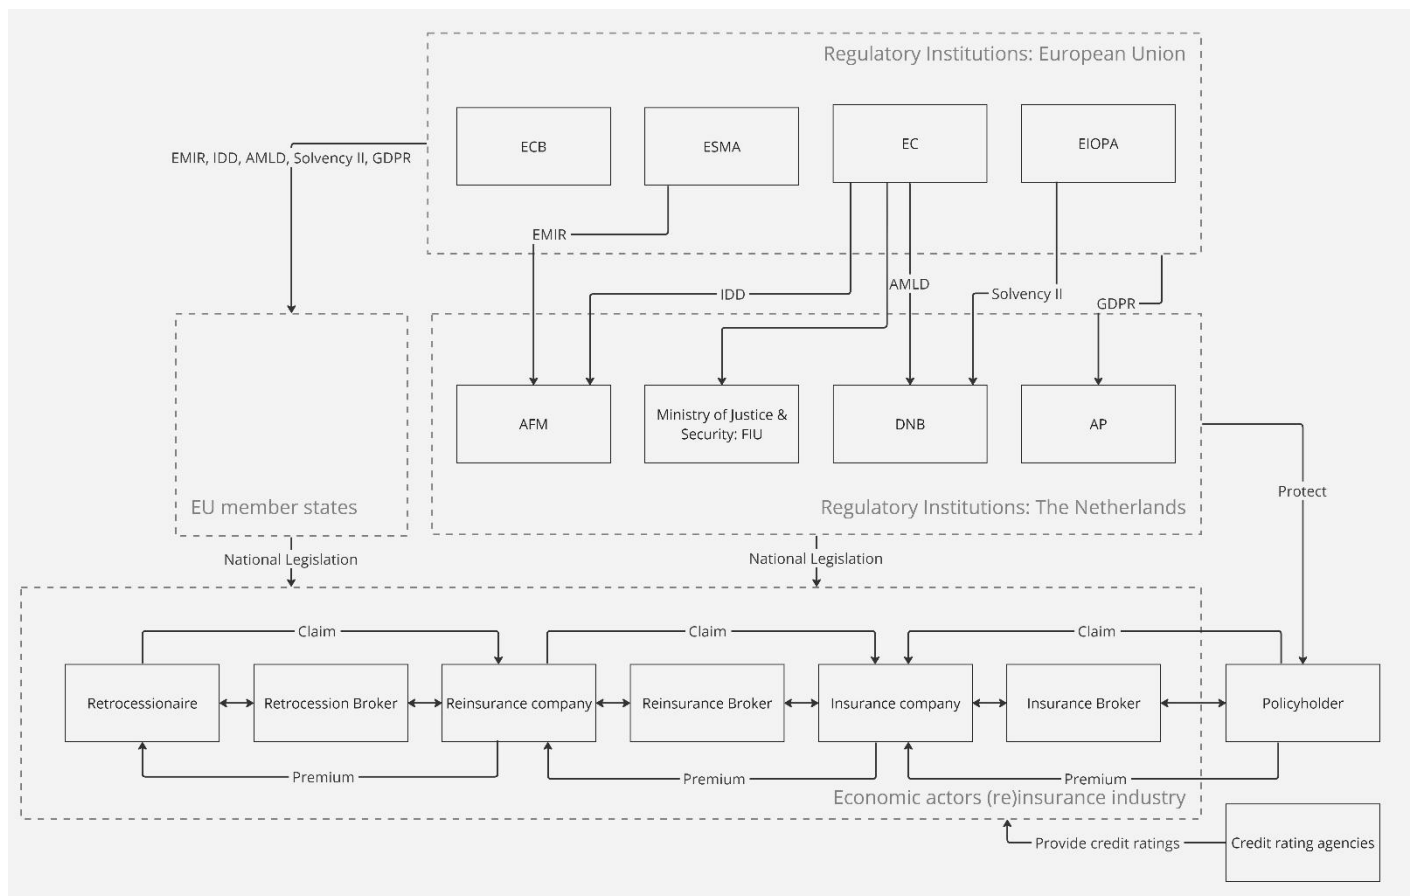 Regulatory Institutions: European Union
ECB
ESMA
EC
EIOPA
EMIR, IDD, AMLD, Solvency II, GDPR
EMIR
IDD
AMLD
Solvency II
GDPR
AFM
Ministry of Justice &
Security: FIU
DNB
AP
Protect
EU member states
Regulatory Institutions: The Netherlands
National Legislation
National Legislation
Claim
Claim
Claim
Retrocessionaire
Retrocession Broker
Reinsurance company
Reinsurance Broker
Insurance company
Insurance Broker
Policyholder
Premium
Premium
Premium
Economic actors (re)insurance industry
Provide credit ratings
Credit rating agencies